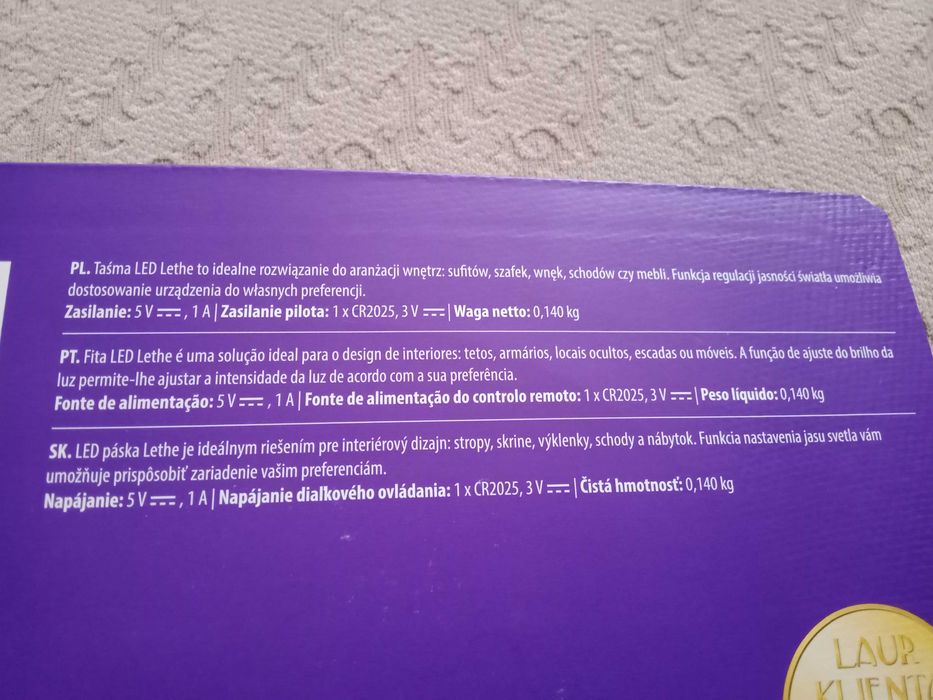 PL. Taśma LED Lethe to idealne rozwiązanie do aranżacji wnętrz: sufitów, szafek, wnęk, schodów czy mebli. Funkcja regulacji jasności światła umożliwia
dostosowanie urządzenia do własnych preferencji.
Zasilanie: 5 V ⎓, 1 A | Zasilanie pilota: 1 x CR2025, 3 V ⎓ | Waga netto: 0,140 kg
PT. Fita LED Lethe é uma solução ideal para o design de interiores: tetos, armários, locais ocultos, escadas ou móveis. A função de ajuste do brilho da
luz permite-lhe ajustar a intensidade da luz de acordo com a sua preferência.
Fonte de alimentação: 5 V ⎓, 1 A | Fonte de alimentação do controlo remoto: 1 x CR2025, 3 V ⎓ | Peso líquido: 0,140 kg
SK. LED páska Lethe je ideálnym riešením pre interiérový dizajn: stropy, skrine, výklenky, schody a nábytok. Funkcia nastavenia jasu svetla vám
umožňuje prispôsobiť zariadenie vašim preferenciám.
Napájanie: 5 V ⎓, 1 A | Napájanie diaľkového ovládania: 1 x CR2025, 3 V ⎓ | Čistá hmotnosť: 0,140 kg
LAUR